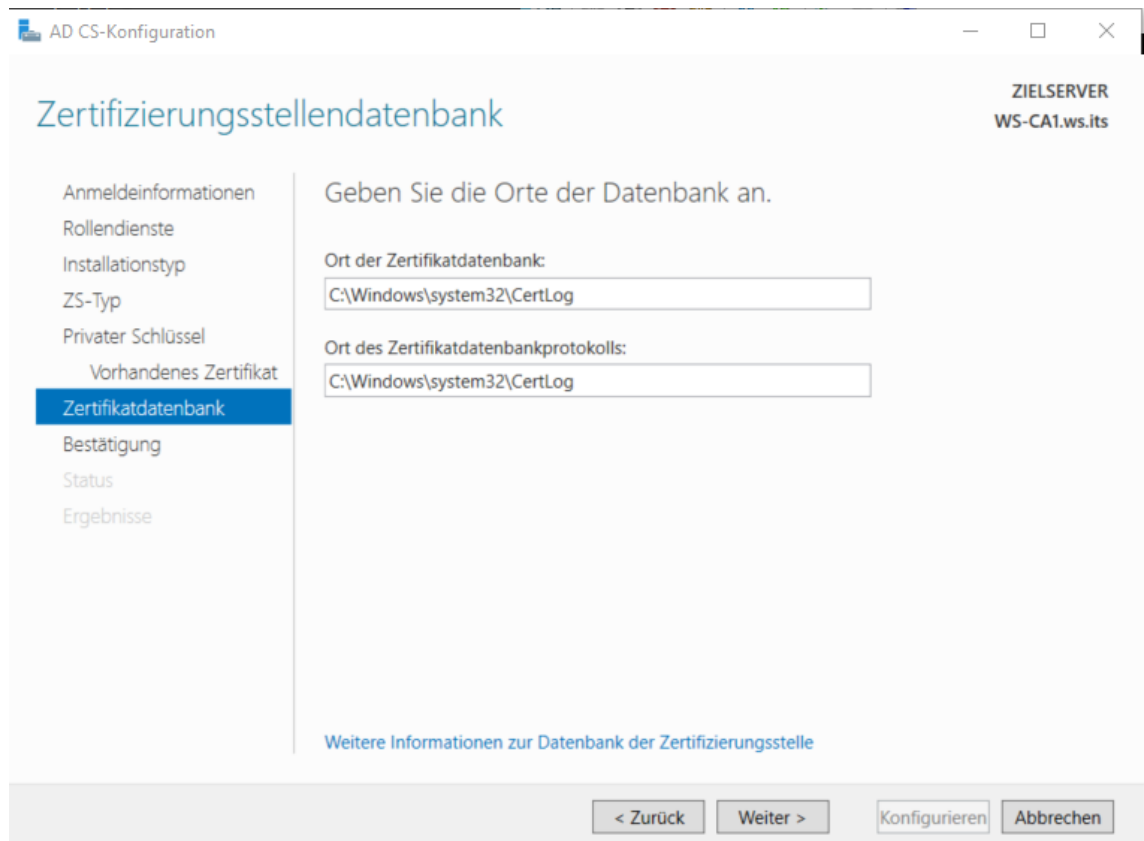 AD CS-Konfiguration
Zertifizierungsstellendatenbank
ZIELSERVER
WS-CA1.ws.its
Anmeldeinformationen
Rollendienste
Installationstyp
ZS-Typ
Privater Schlüssel
Vorhandenes Zertifikat
Zertifikatdatenbank
Bestätigung
Status
Ergebnisse
Geben Sie die Orte der Datenbank an.
Ort der Zertifikatdatenbank:
C:\Windows\system32\CertLog
Ort des Zertifikatdatenbankprotokolls:
C:\Windows\system32\CertLog
Weitere Informationen zur Datenbank der Zertifizierungsstelle
< Zurück
Weiter >
Konfigurieren
Abbrechen